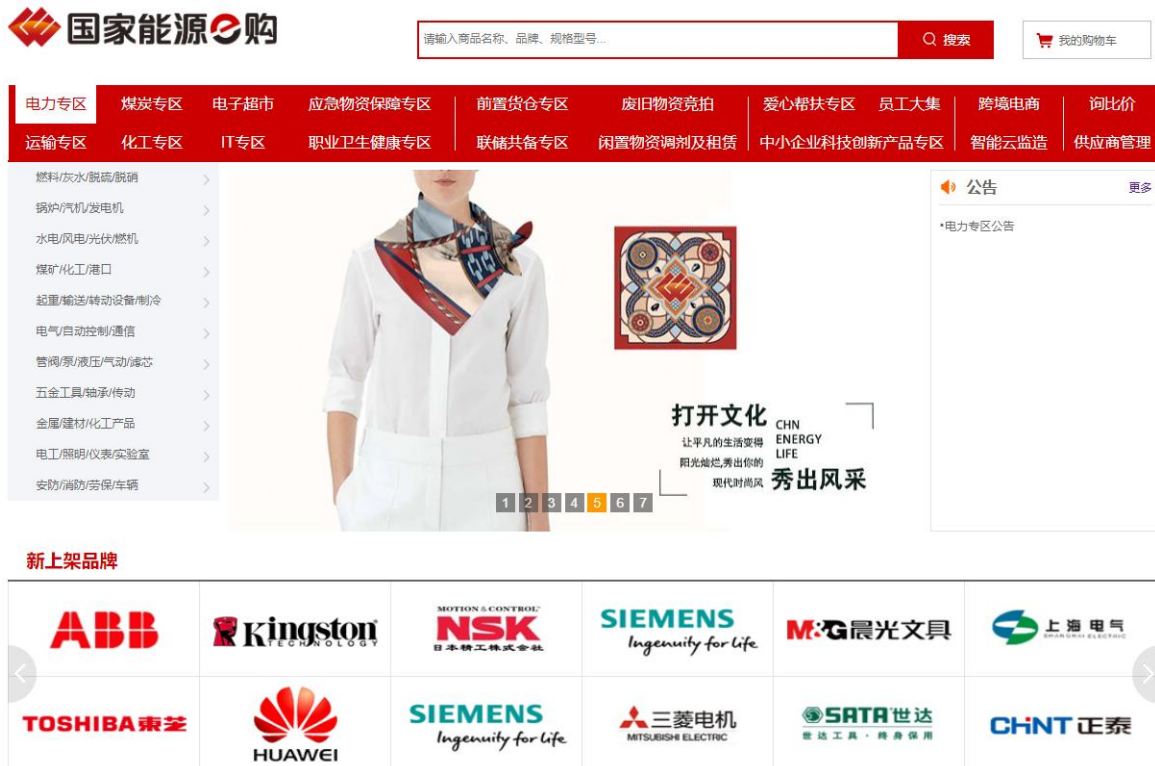 国家能源e购
请输入商品名称、品牌、规格型号...
搜索
我的购物车
电力专区 煤炭专区 电子超市 应急物资保障专区 前置货仓专区 废旧物资竞拍 爱心帮扶专区 员工大集 跨境电商 询比价
运输专区 化工专区 IT专区 职业卫生健康专区 联储共备专区 闲置物资调剂及租赁 中小企业科技创新产品专区 智能云监造 供应商管理
燃料/灰水/脱硫/脱硝
锅炉/汽机/发电机
水电/风电/光伏/燃机
煤矿/化工/港口
起重/输送/转动设备/制冷
电气/自动控制/通信
管阀/泵/液压/气动/滤芯
五金工具/轴承/传动
金属/建材/化工产品
电工/照明/仪表/实验室
安防/消防/劳保/车辆
打开文化
让平凡的生活变得
阳光灿烂,秀出你的
现代时尚风
CHN
ENERGY
LIFE
秀出风采
1 2 3 4 5 6 7
公告 更多
•电力专区公告
新上架品牌
ABB
Kingston
TECHNOLOGY
MOTION & CONTROL
NSK
日本精工株式会社
SIEMENS
Ingenuity for life
M&G晨光文具
上海电气
SHANGHAI ELECTRIC
TOSHIBA東芝
HUAWEI
SIEMENS
Ingenuity for life
三菱电机
MITSUBISHI ELECTRIC
SATA世达
世达工具·终身保用
CHNT正泰